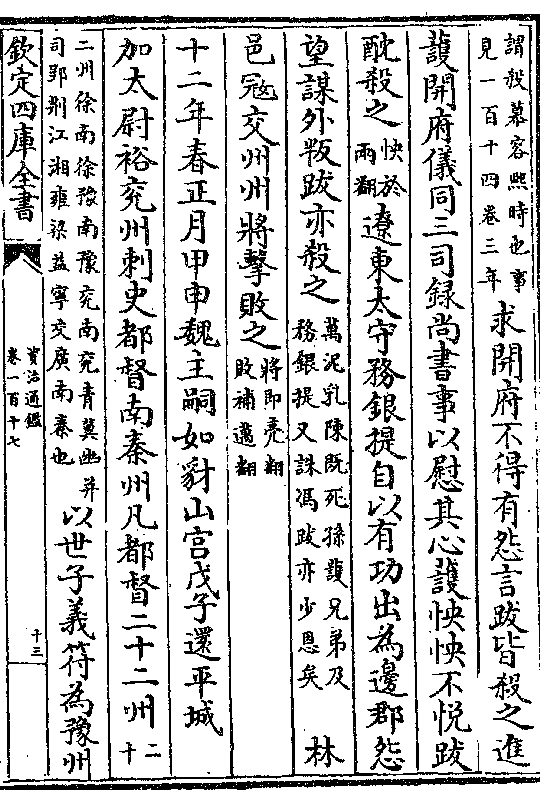 謂殺慕容熙時也事
見一百十四卷三年
求開府不得有怨言跋皆殺之進
䕶開府儀同三司録尚書事以慰其心䕶怏怏不悦跋
酖殺之
怏於
兩翻
遼東太守務銀提自以有功出為邊郡怨
望謀外叛跋亦殺之
萬泥乳陳既死孫䕶兄弟及
務銀提又誅馮跋亦少恩矣
林
邑寇交州州將擊敗之
將即亮翻
敗補邁翻
十二年春正月甲申魏主嗣如豺山宫戊子還平城
加太尉裕兖州刺史都督南秦州凡都督二十二州
二
十
二州徐南徐豫南豫兖南兖青冀幽并
司郢荆江湘雍梁益寧交廣南秦也
以世子義符為豫州
欽定四庫全書
資治通鑑
卷一百十七
十三